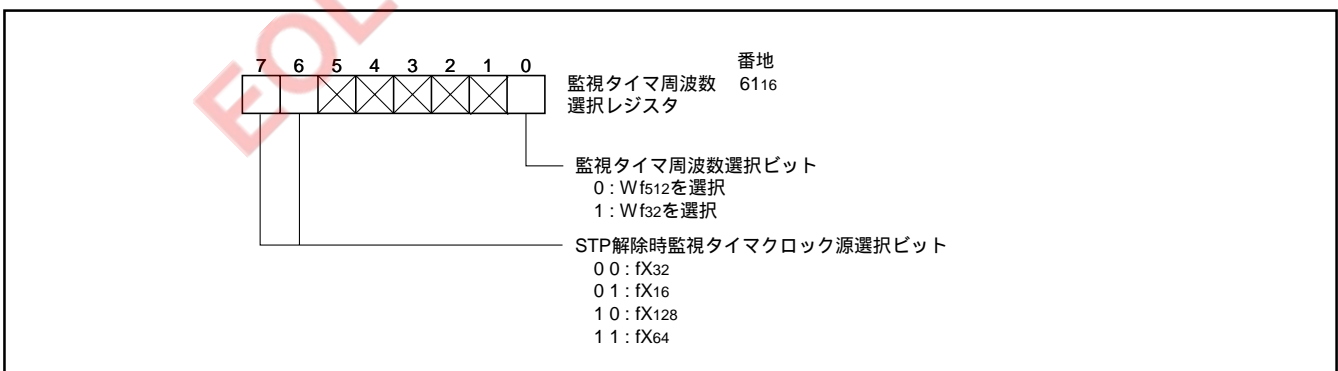 EOL
7 6 5 4 3 2 1 0
番地
監視タイマ周波数 6116
選択レジスタ
監視タイマ周波数選択ビット
0 : Wf512を選択
1 : Wf32を選択
STP解除時監視タイマクロック源選択ビット
0 0 : fX32
0 1 : fX16
1 0 : fX128
1 1 : fX64